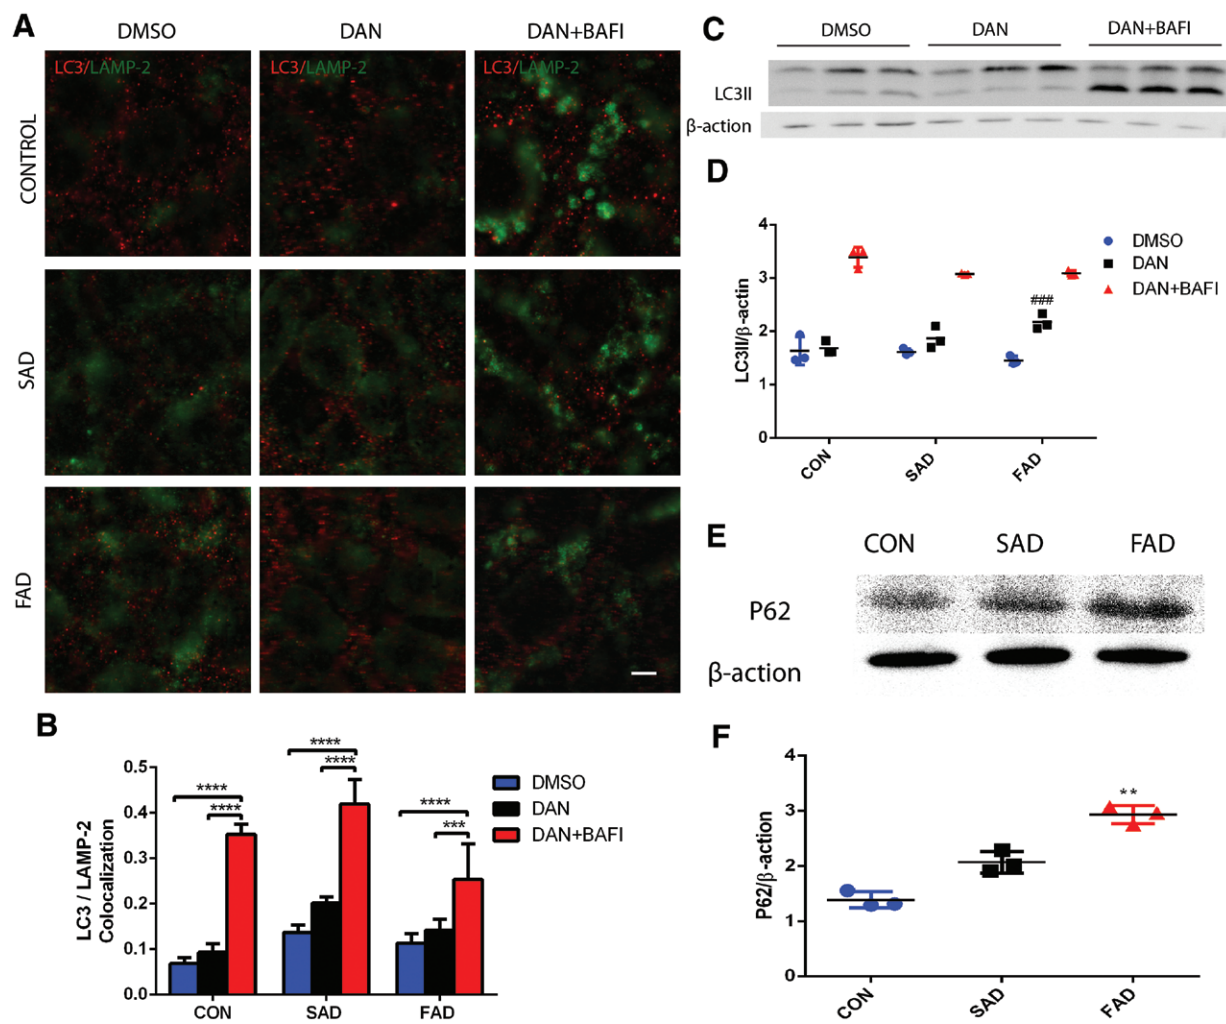 A
DMSO DAN DAN+BAFI
CONTROL
LC3/LAMP-2 LC3/LAMP-2 LC3/LAMP-2
SAD
FAD
B
LC3 / LAMP-2
Colocalization
0.5
0.4
0.3
0.2
0.1
0.0
**** **** **** **** **** ***
CON SAD FAD
DMSO
DAN
DAN+BAFI
C
DMSO DAN DAN+BAFI
LC3II
β-action
D
LC3II/β-actin
4
3
2
1
0
###
CON SAD FAD
DMSO
DAN
DAN+BAFI
E
CON SAD FAD
P62
β-action
F
P62/β-action
4
3
2
1
0
**
CON SAD FAD